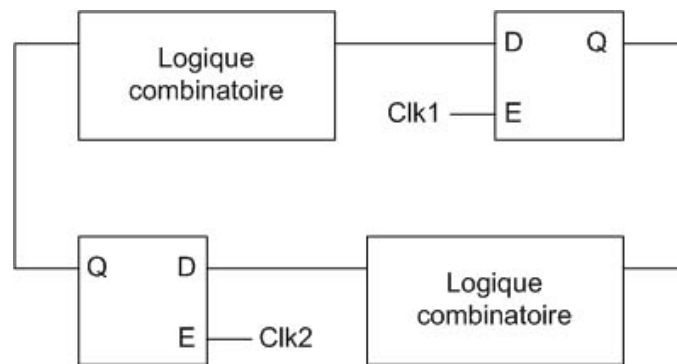 Logique
combinatoire
D Q
Clk1 E
Q D
E Clk2
Logique
combinatoire